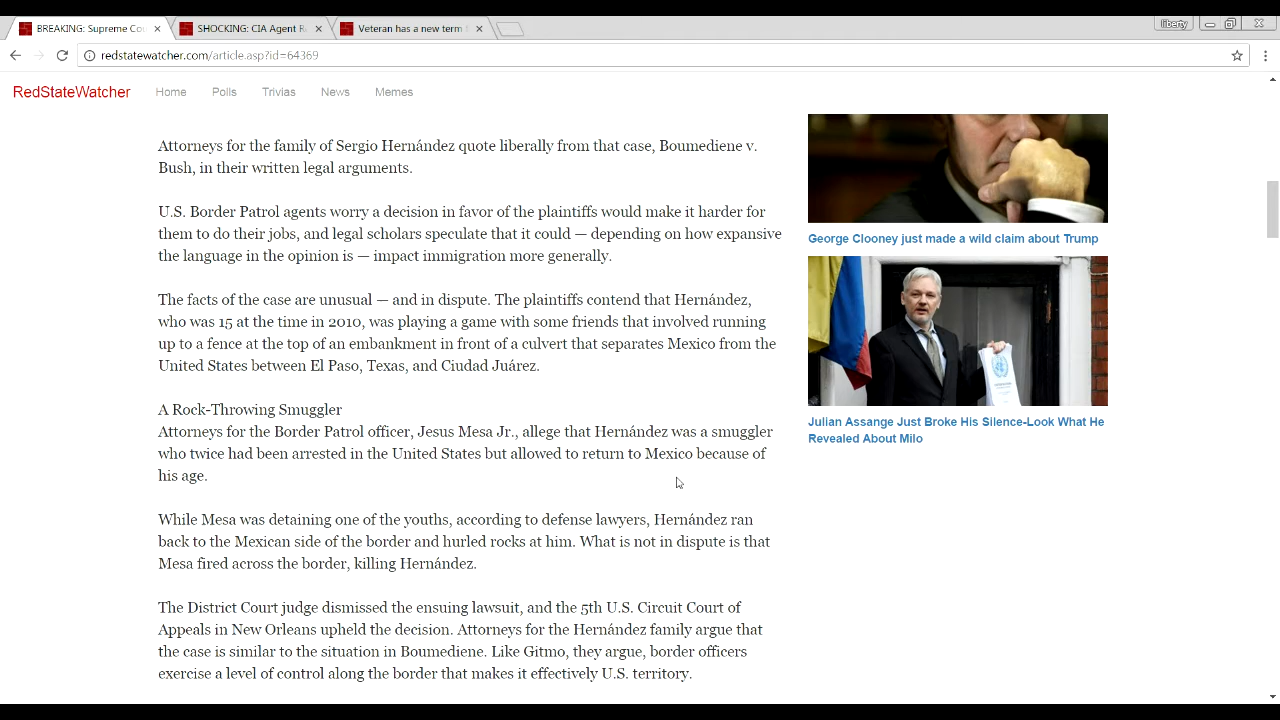 BREAKING: Supreme Cou
SHOCKING: CIA Agent R
Veteran has a new term
liberty
redstatewatcher.com/article.asp?id=64369
RedStateWatcher Home Polls Trivias News Memes
Attorneys for the family of Sergio Hernández quote liberally from that case, Boumediene v.
Bush, in their written legal arguments.
U.S. Border Patrol agents worry a decision in favor of the plaintiffs would make it harder for
them to do their jobs, and legal scholars speculate that it could — depending on how expansive
the language in the opinion is — impact immigration more generally.
The facts of the case are unusual — and in dispute. The plaintiffs contend that Hernández,
who was 15 at the time in 2010, was playing a game with some friends that involved running
up to a fence at the top of an embankment in front of a culvert that separates Mexico from the
United States between El Paso, Texas, and Ciudad Juárez.
A Rock-Throwing Smuggler
Attorneys for the Border Patrol officer, Jesus Mesa Jr., allege that Hernández was a smuggler
who twice had been arrested in the United States but allowed to return to Mexico because of
his age.
While Mesa was detaining one of the youths, according to defense lawyers, Hernández ran
back to the Mexican side of the border and hurled rocks at him. What is not in dispute is that
Mesa fired across the border, killing Hernández.
The District Court judge dismissed the ensuing lawsuit, and the 5th U.S. Circuit Court of
Appeals in New Orleans upheld the decision. Attorneys for the Hernández family argue that
the case is similar to the situation in Boumediene. Like Gitmo, they argue, border officers
exercise a level of control along the border that makes it effectively U.S. territory.
George Clooney just made a wild claim about Trump
Julian Assange Just Broke His Silence-Look What He
Revealed About Milo